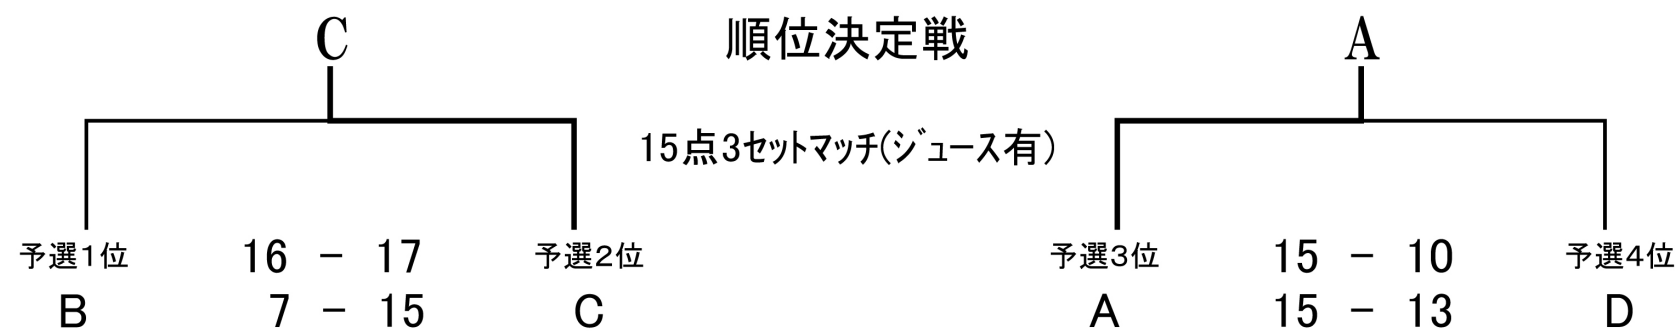 C 順位決定戦 A
15点3セットマッチ(ジュース有)
予選1位 16 - 17 予選2位 予選3位 15 - 10 予選4位
B 7 - 15 C A 15 - 13 D